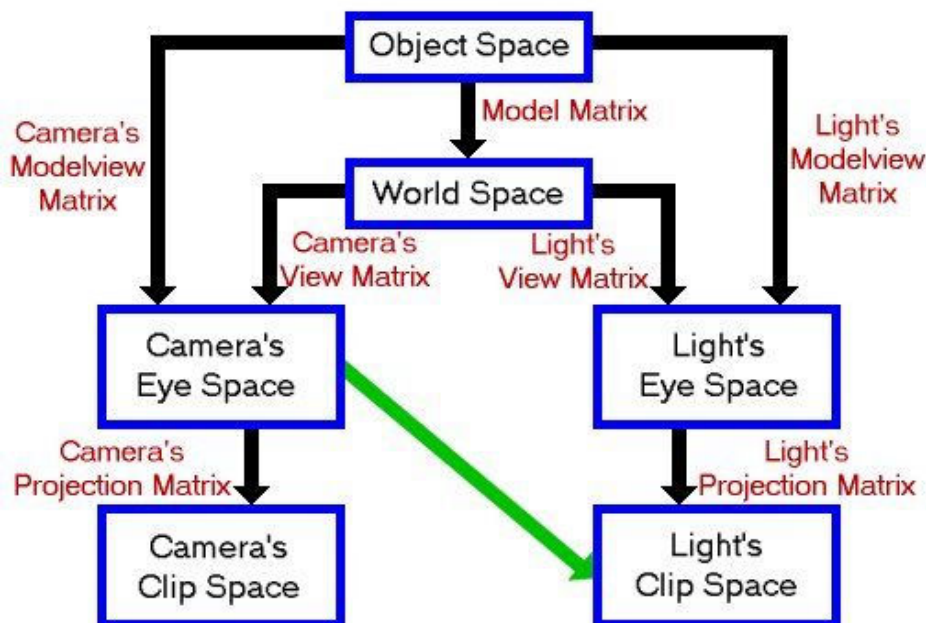 Object Space
Camera's
Modelview
Matrix
Model Matrix
Light's
Modelview
Matrix
World Space
Camera's
View Matrix
Light's
View Matrix
Camera's
Eye Space
Light's
Eye Space
Camera's
Projection Matrix
Light's
Projection Matrix
Camera's
Clip Space
Light's
Clip Space